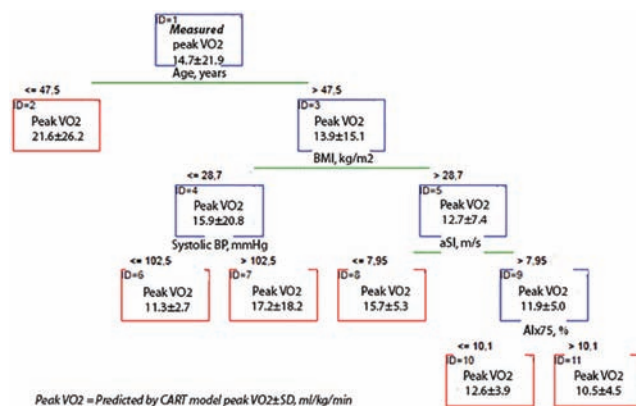 ID=1
Measured
peak VO2
14.7±21.9
Age, years
<= 47,5
> 47,5
ID=2
Peak VO2
21.6±26.2
ID=3
Peak VO2
13.9±15.1
BMI, kg/m2
<= 28,7
> 28,7
ID=4
Peak VO2
15.9±20.8
Systolic BP, mmHg
ID=5
Peak VO2
12.7±7.4
aSI, m/s
<= 102,5
> 102,5
<= 7,95
> 7,95
ID=6
Peak VO2
11.3±2.7
ID=7
Peak VO2
17.2±18.2
ID=8
Peak VO2
15.7±5.3
ID=9
Peak VO2
11.9±5.0
AIx75, %
<= 10,1
> 10,1
ID=10
Peak VO2
12.6±3.9
ID=11
Peak VO2
10.5±4.5
Peak VO2 = Predicted by CART model peak VO2±SD, ml/kg/min